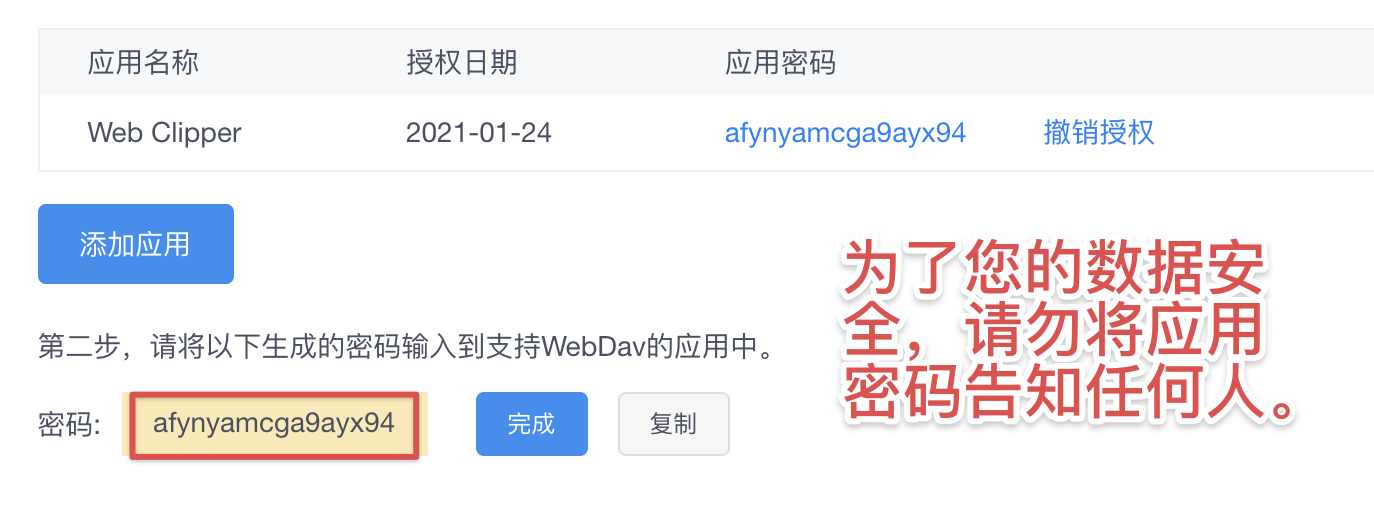 应用名称 授权日期 应用密码
Web Clipper 2021-01-24 afynyamcga9ayx94 撤销授权
添加应用
为了您的数据安
全，请勿将应用
密码告知任何人。
第二步，请将以下生成的密码输入到支持WebDav的应用中。
密码: afynyamcga9ayx94 完成 复制